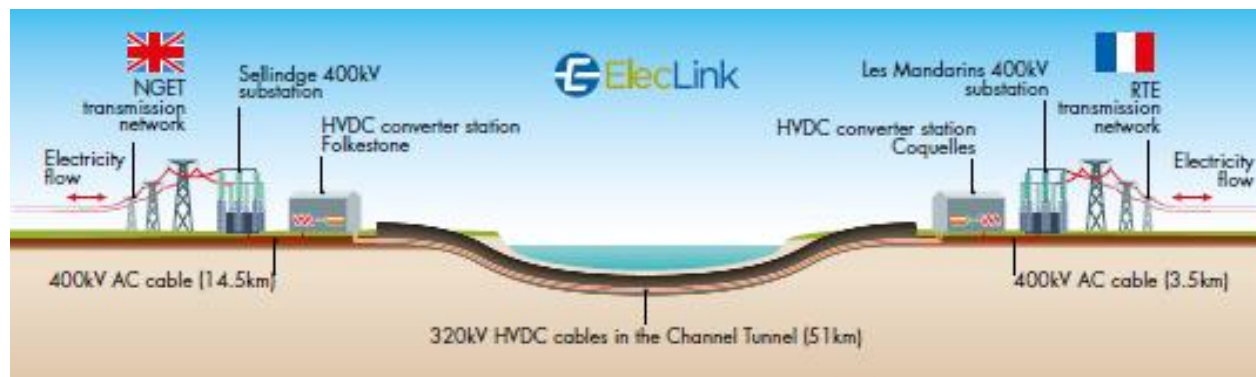 NGET
transmission
network
Electricity
flow
Sellindge 400kV
substation
HVDC converter station
Folkestone
ElecLink
Les Mandarins 400kV
substation
HVDC converter station
Coquelles
RTE
transmission
network
Electricity
flow
400kV AC cable (14.5km)
320kV HVDC cables in the Channel Tunnel (51km)
400kV AC cable (3.5km)